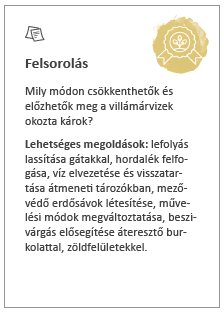 Felsorolás
Mily módon csökkenthetők és
előzhetők meg a villámárvizek
okozta károk?
Lehetséges megoldások: lefolyás
lassítása gátakkal, hordalék felfo-
gása, víz elvezetése és visszatar-
tása átmeneti tározókban, mező-
védő erdősávok létesítése, műve-
lési módok megváltoztatása, beszi-
várgás elősegítése áteresztő bur-
kolattal, zöldfelületekkel.